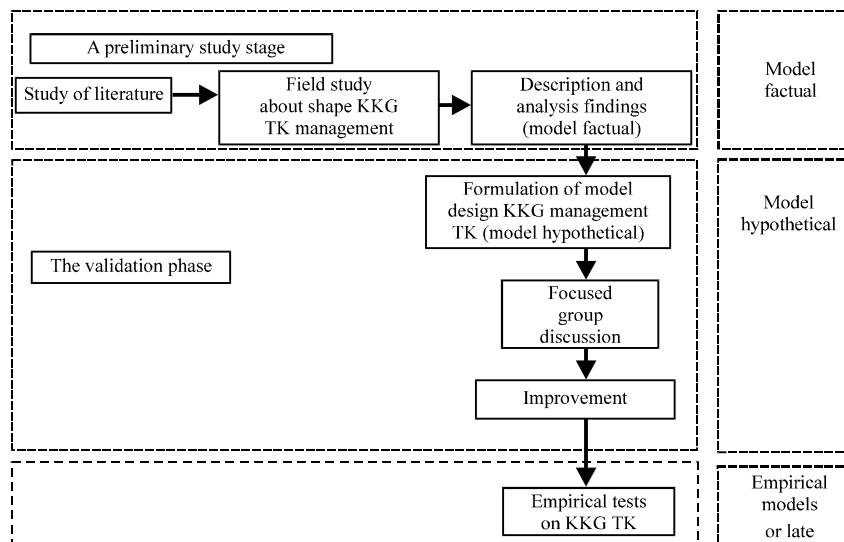 A preliminary study stage
Study of literature
Field study
about shape KKG
TK management
Description and
analysis findings
(model factual)
Model
factual
Formulation of model
design KKG management
TK (model hypothetical)
Model
hypothetical
The validation phase
Focused
group
discussion
Improvement
Empirical tests
on KKG TK
Empirical
models
or late